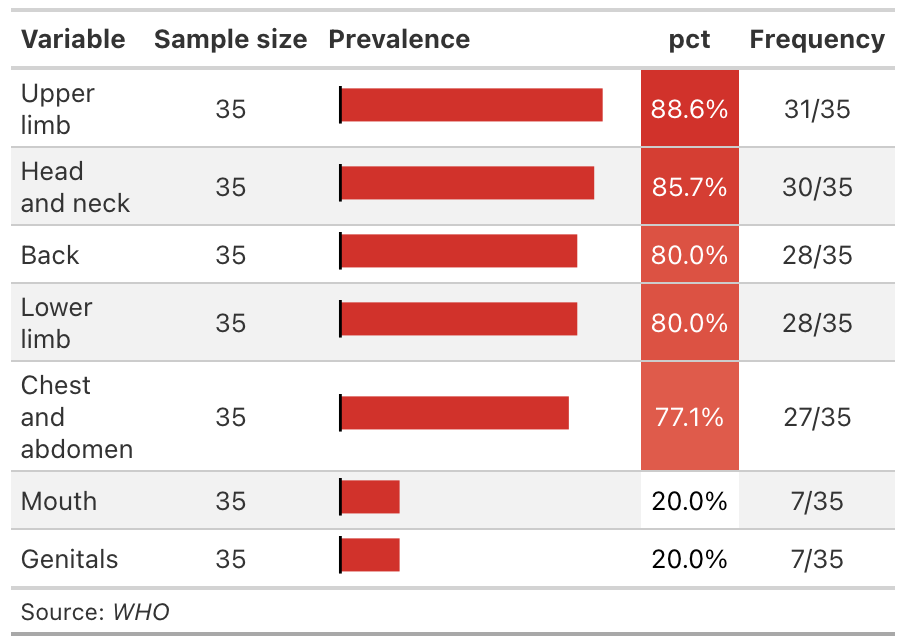 Variable Sample size Prevalence pct Frequency
Upper
limb 35 88.6% 31/35
Head
and neck 35 85.7% 30/35
Back 35 80.0% 28/35
Lower
limb 35 80.0% 28/35
Chest
and
abdomen 35 77.1% 27/35
Mouth 35 20.0% 7/35
Genitals 35 20.0% 7/35
Source: WHO